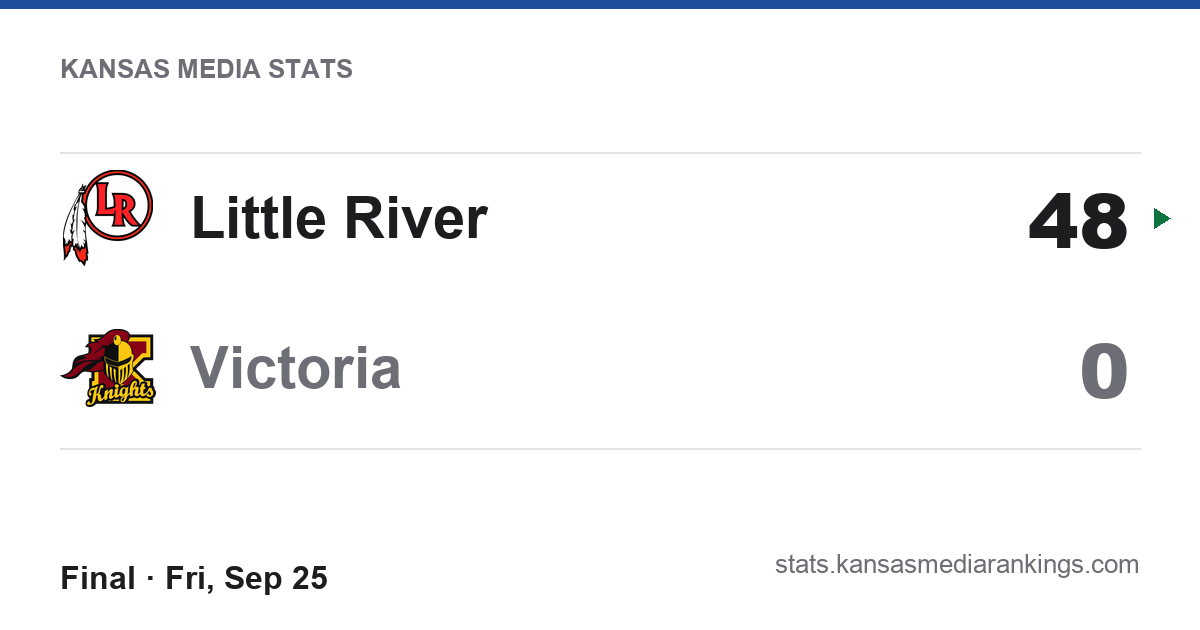 KANSAS MEDIA STATS
LR
Little River
48
K
Knights
Victoria
0
Final · Fri, Sep 25
stats.kansasmediarankings.com